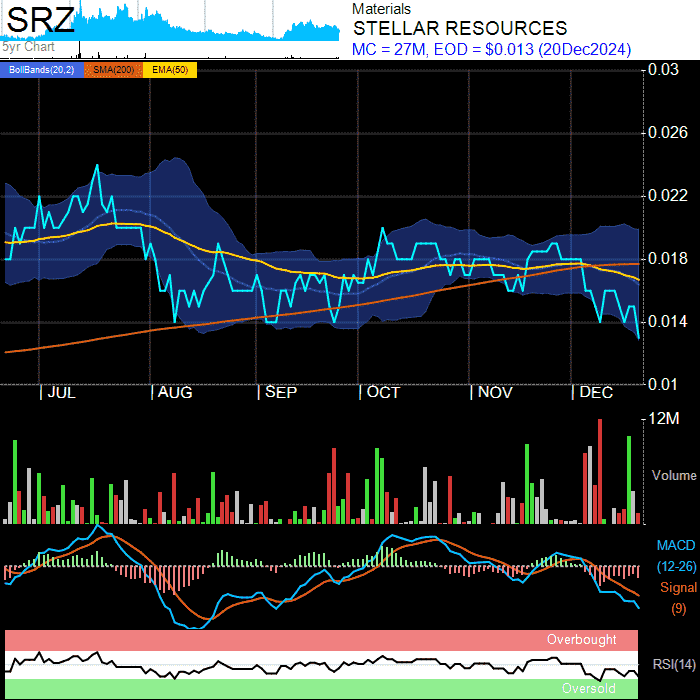 SRZ
5yr Chart
Materials
STELLAR RESOURCES
MC = 27M, EOD = $0.013 (20Dec2024)
BollBands(20,2) SMA(200) EMA(50)
0.03
0.026
0.022
0.018
0.014
0.01
JUL AUG SEP OCT NOV DEC
12M
Volume
MACD
(12-26)
Signal
(9)
Overbought
RSI(14)
Oversold